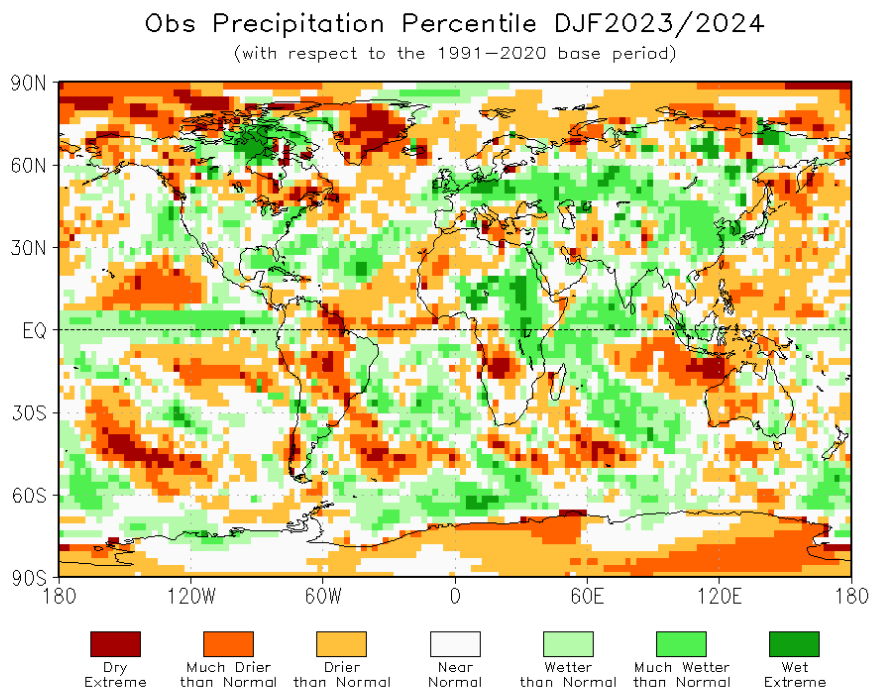 Obs Precipitation Percentile DJF2023/2024
(with respect to the 1991–2020 base period)
90N
60N
30N
EQ
30S
60S
90S
180 120W 60W 0 60E 120E 180
Dry Extreme
Much Drier than Normal
Drier than Normal
Near Normal
Wetter than Normal
Much Wetter than Normal
Wet Extreme